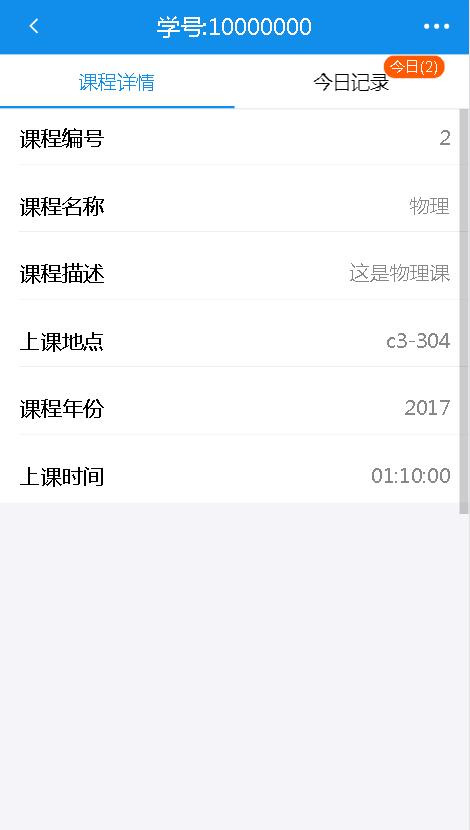 学号:10000000
今日(2)
课程详情 今日记录
课程编号 2
课程名称 物理
课程描述 这是物理课
上课地点 c3-304
课程年份 2017
上课时间 01:10:00